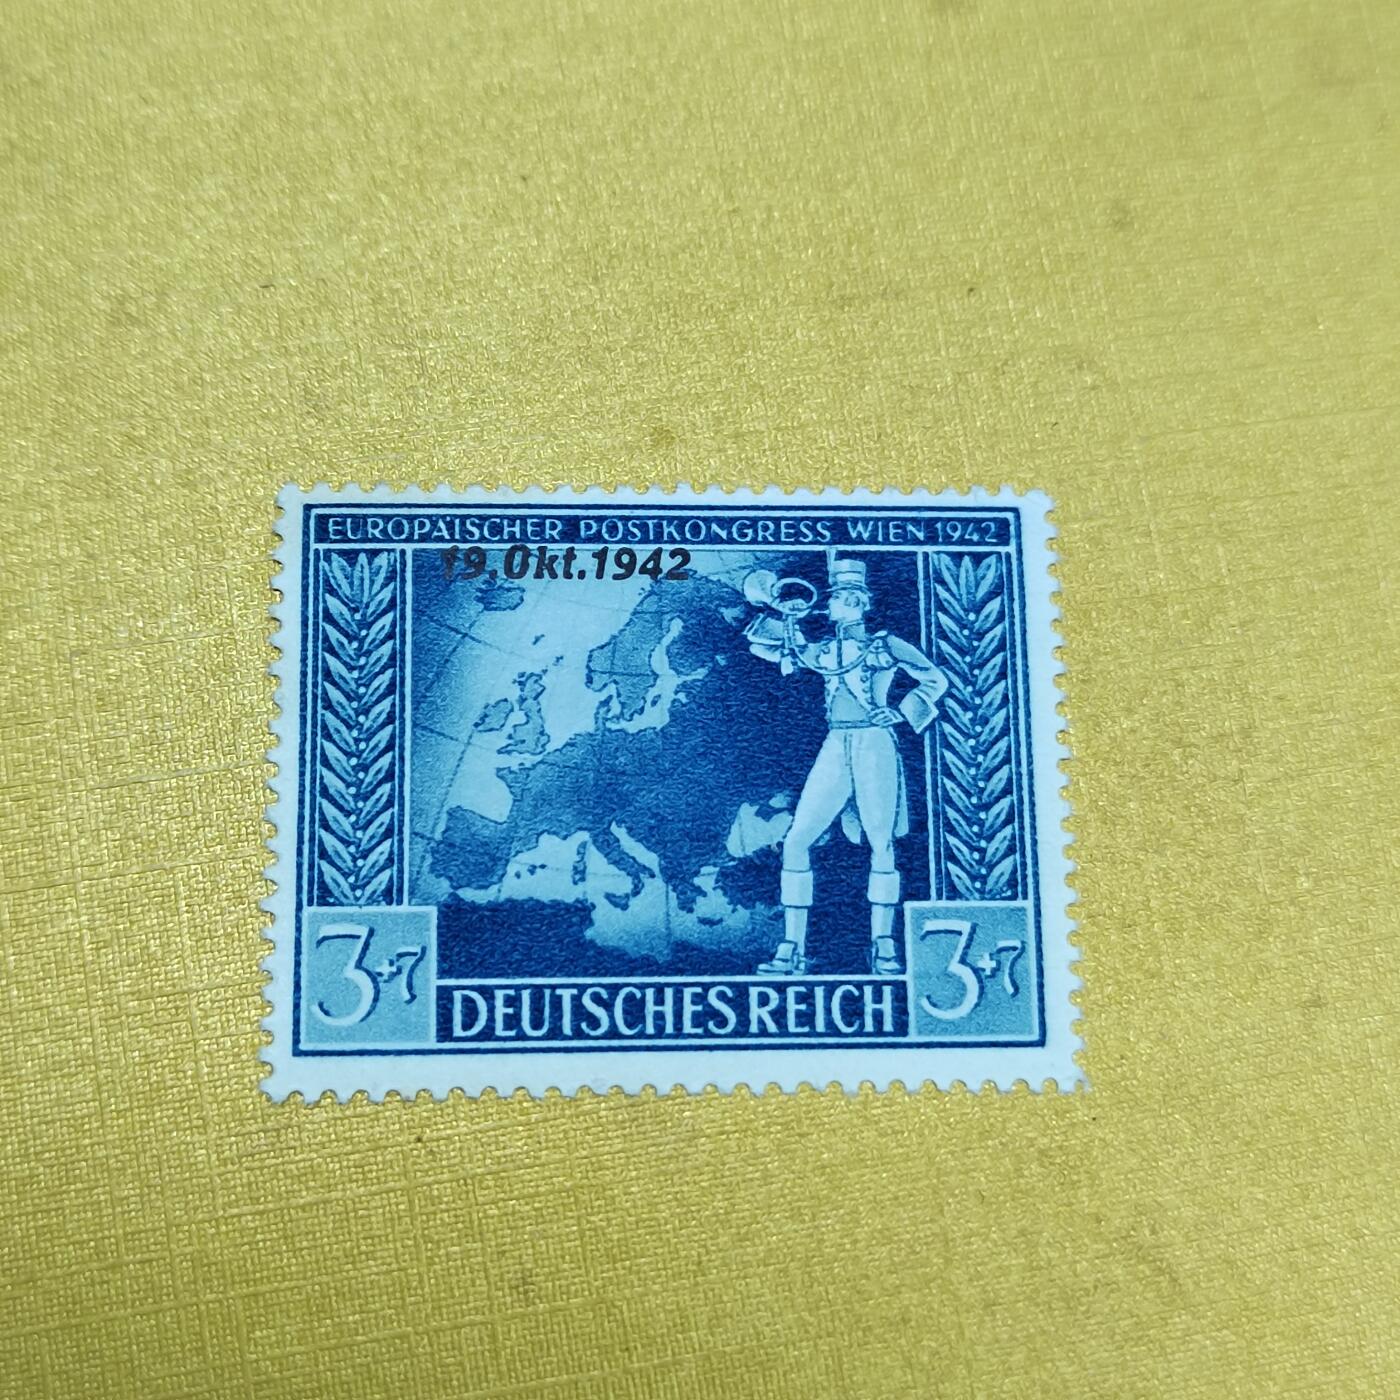 EUROPÄISCHER POSTKONGRESS WIEN 1942
19.Okt.1942
3+7
3+7
DEUTSCHES REICH